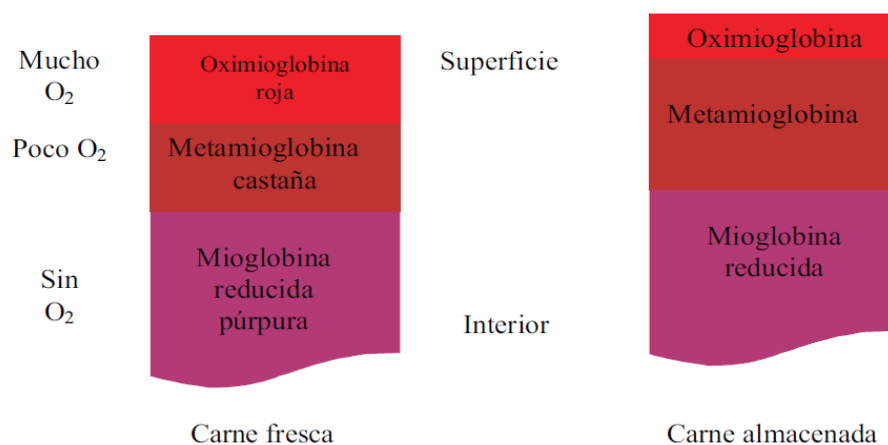 Mucho
O₂
Poco O₂
Sin
O₂
Oximioglobina
roja
Metamioglobina
castaña
Mioglobina
reducida
púrpura
Carne fresca
Superficie
Interior
Oximioglobina
Metamioglobina
Mioglobina
reducida
Carne almacenada